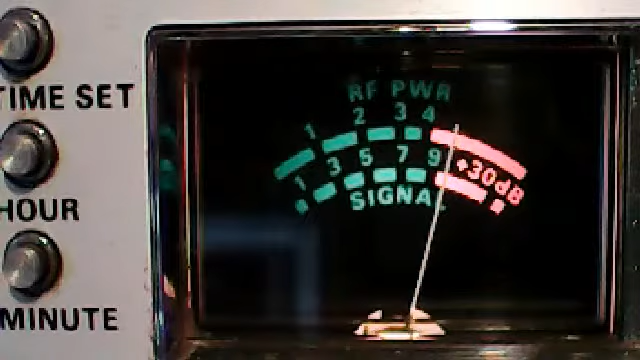 TIME SET
HOUR
MINUTE
RF PWR
1 2 3 4
1 3 5 7 9 +30dB
SIGNAL